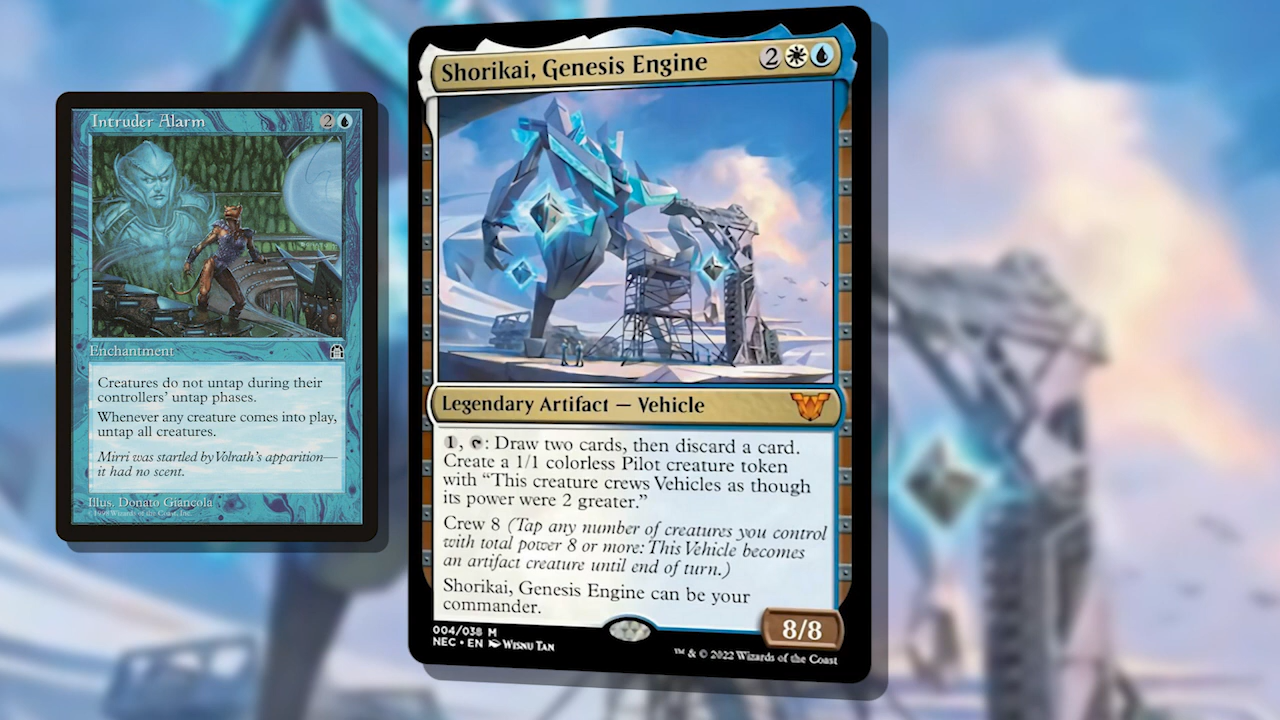 Intruder Alarm 2
Enchantment
Creatures do not untap during their
controllers' untap phases.
Whenever any creature comes into play,
untap all creatures.
Mirri was startled by Volrath's apparition—
it had no scent.
Illus. Donato Giancola
©1998 Wizards of the Coast, Inc.
Shorikai, Genesis Engine 2
Legendary Artifact — Vehicle
1, : Draw two cards, then discard a card.
Create a 1/1 colorless Pilot creature token
with “This creature crews Vehicles as though
its power were 2 greater.”
Crew 8 (Tap any number of creatures you control
with total power 8 or more: This Vehicle becomes
an artifact creature until end of turn.)
Shorikai, Genesis Engine can be your
commander.
8/8
004/038 M
NEC • EN Wisnu Tan
™ & © 2022 Wizards of the Coast